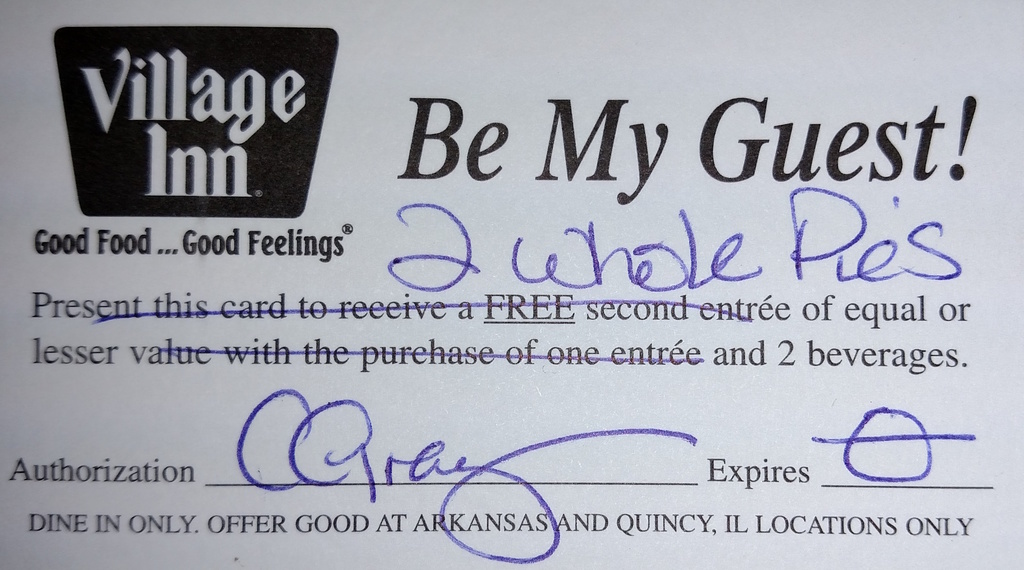 Village
Inn®
Good Food ... Good Feelings®
Be My Guest!
2 whole Pies
Present this card to receive a FREE second entrée of equal or
lesser value with the purchase of one entrée and 2 beverages.
Authorization CGray Expires
DINE IN ONLY. OFFER GOOD AT ARKANSAS AND QUINCY, IL LOCATIONS ONLY